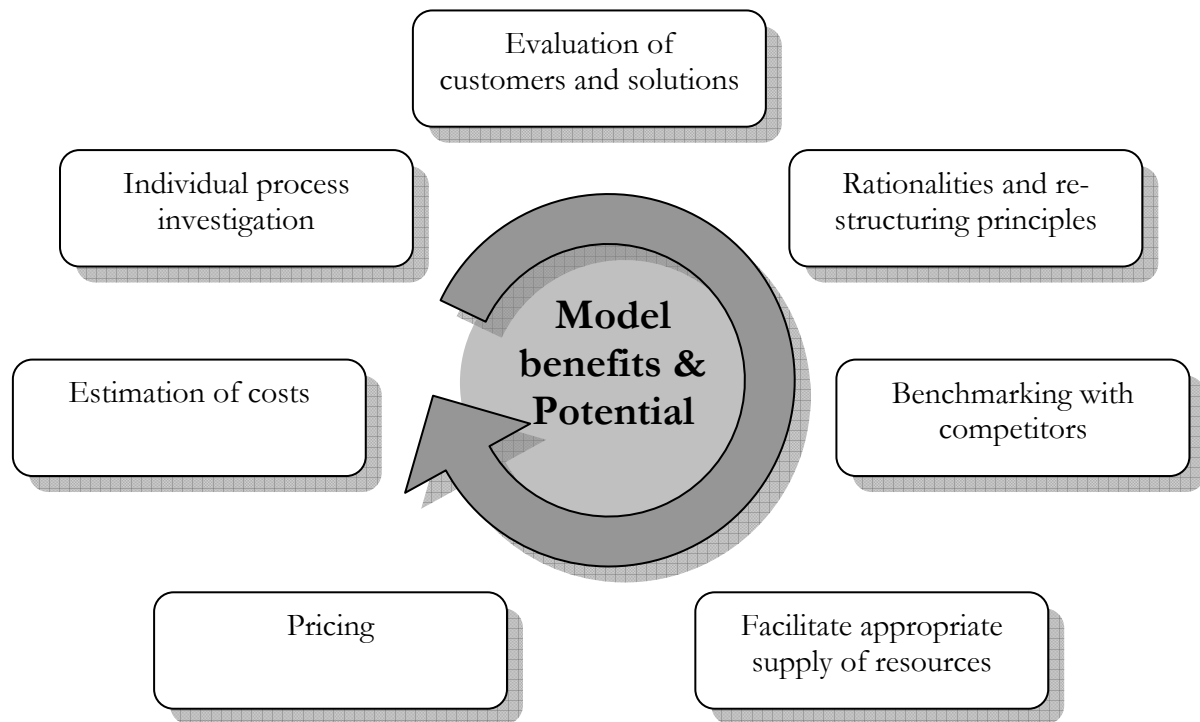 Evaluation of
customers and solutions
Individual process
investigation
Rationalities and re-
structuring principles
Model
benefits &
Potential
Estimation of costs
Benchmarking with
competitors
Pricing
Facilitate appropriate
supply of resources